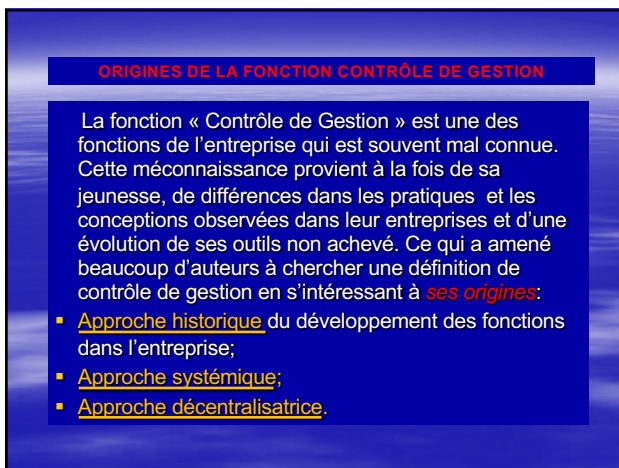 ORIGINES DE LA FONCTION CONTRÔLE DE GESTION
La fonction « Contrôle de Gestion » est une des
fonctions de l'entreprise qui est souvent mal connue.
Cette méconnaissance provient à la fois de sa
jeunesse, de différences dans les pratiques et les
conceptions observées dans leur entreprises et d'une
évolution de ses outils non achevé. Ce qui a amené
beaucoup d'auteurs à chercher une définition de
contrôle de gestion en s'intéressant à ses origines:
▪ Approche historique du développement des fonctions
dans l'entreprise;
▪ Approche systémique;
▪ Approche décentralisatrice.